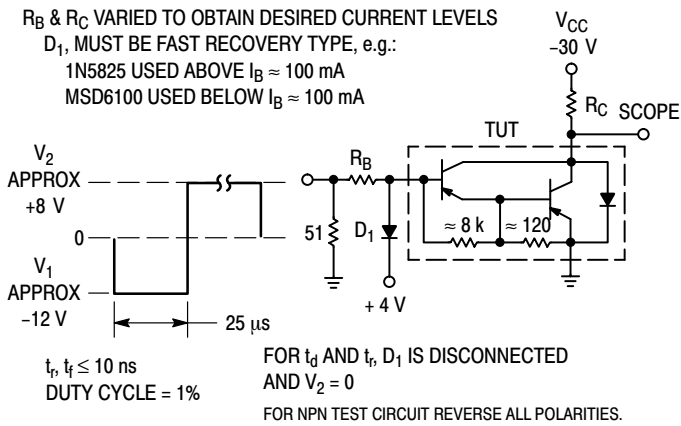 R_B & R_C VARIED TO OBTAIN DESIRED CURRENT LEVELS
D_1, MUST BE FAST RECOVERY TYPE, e.g.:
1N5825 USED ABOVE I_B ≈ 100 mA
MSD6100 USED BELOW I_B ≈ 100 mA
V_CC
-30 V
R_C
SCOPE
TUT
V_2
APPROX
+8 V
0
V_1
APPROX
-12 V
25 μs
R_B
51
D_1
≈ 8 k
≈ 120
+ 4 V
t_r, t_f ≤ 10 ns
DUTY CYCLE = 1%
FOR t_d AND t_r, D_1 IS DISCONNECTED
AND V_2 = 0
FOR NPN TEST CIRCUIT REVERSE ALL POLARITIES.